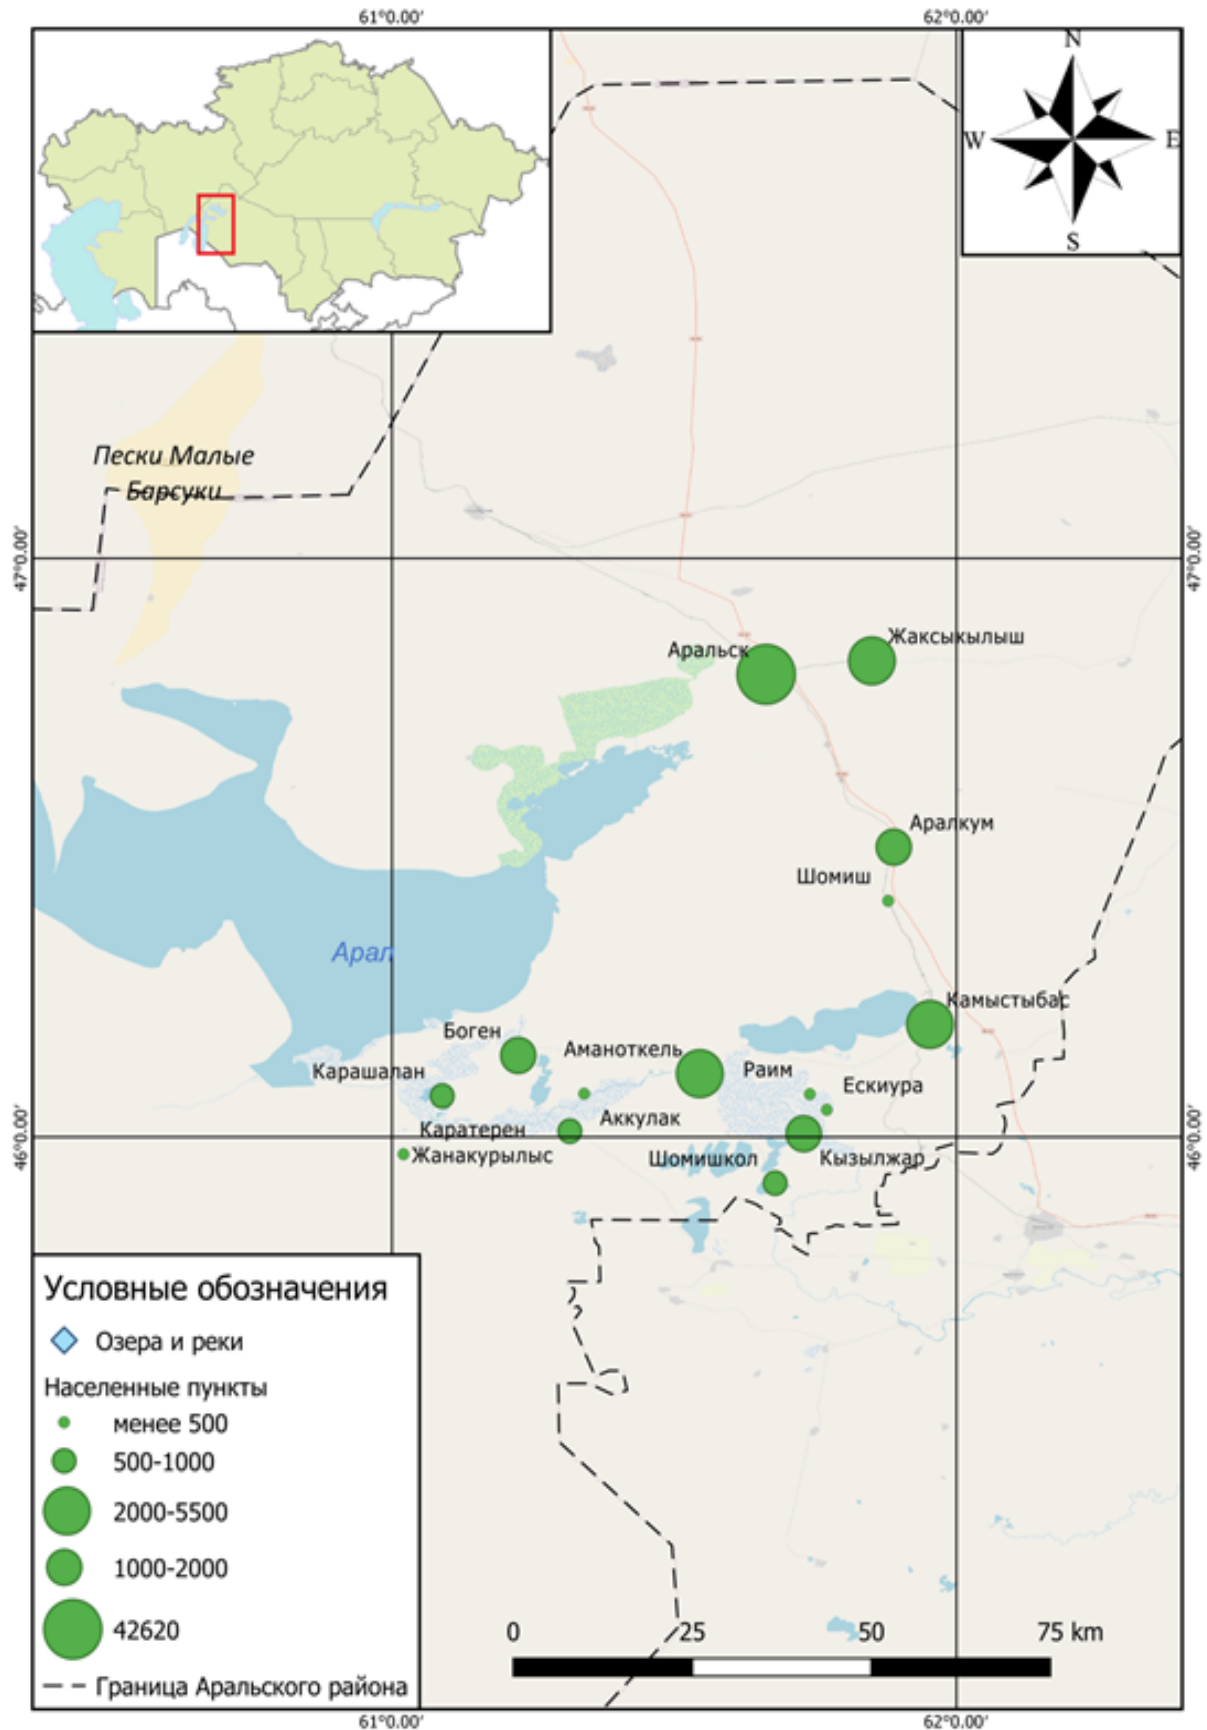 61°0.00′
62°0.00′
N
W
E
S
Пески Малые
Барсуки
47°0.00′
47°0.00′
Жаксыкылыш
Аральск
Аралкум
Шомиш
Арал
Камыстыбас
Боген
Аманоткель
Карашалан
Раим
Ескиура
Аккулак
Каратерен
46°0.00′
46°0.00′
Жанакурылыс
Шомишкол
Кызылжар
Условные обозначения
Озера и реки
Населенные пункты
менее 500
500-1000
2000-5500
1000-2000
42620
Граница Аральского района
0 25 50 75 km
61°0.00′
62°0.00′